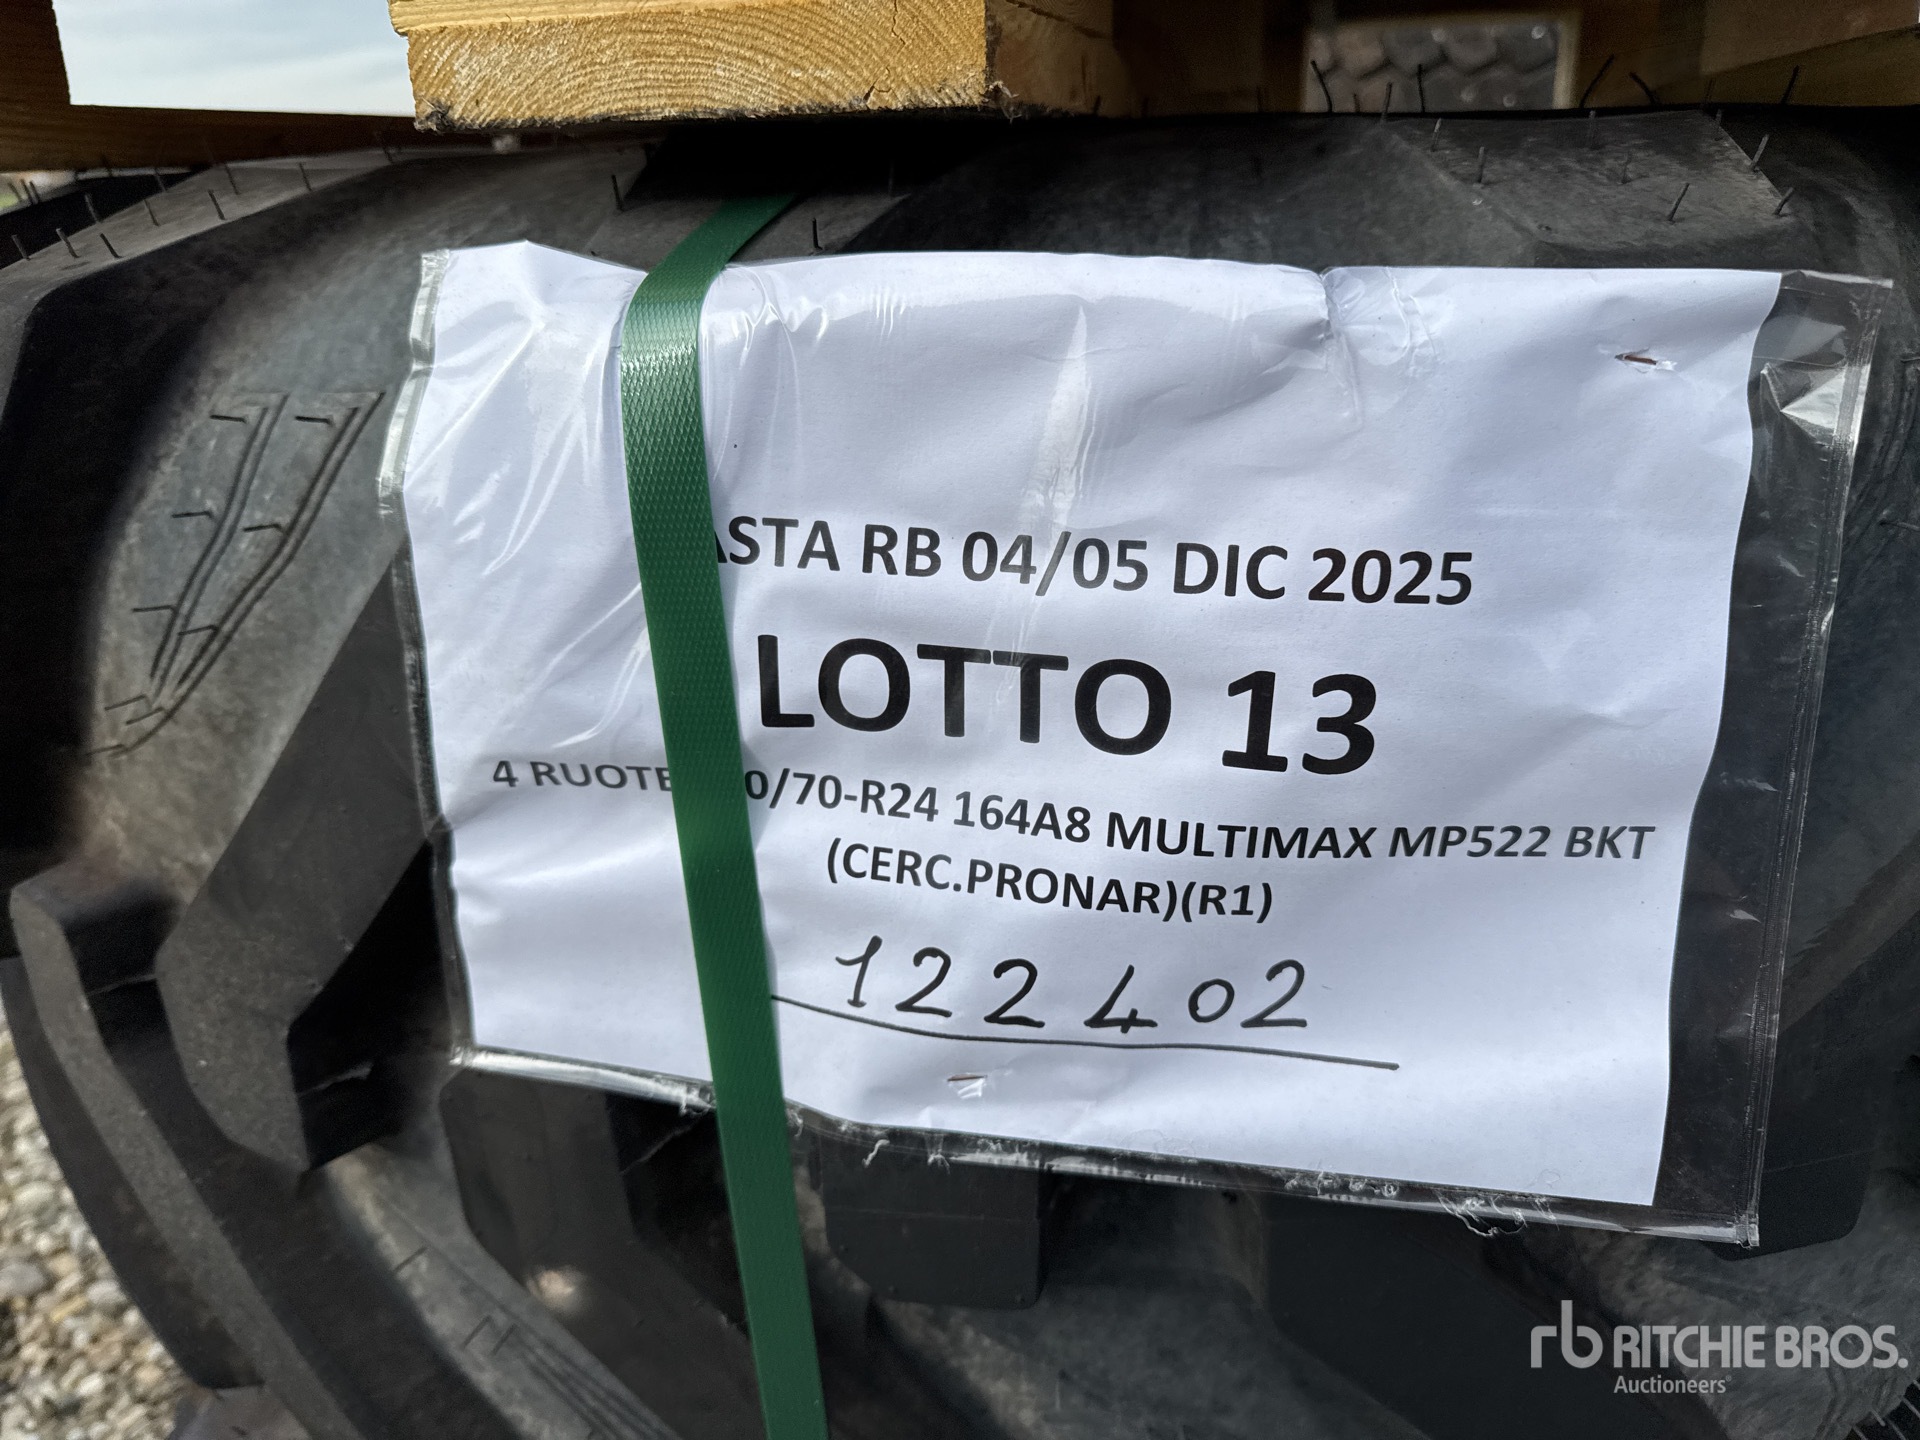 ASTA RB 04/05 DIC 2025
LOTTO 13
4 RUOTE 0/70-R24 164A8 MULTIMAX MP522 BKT
(CERC.PRONAR)(R1)
122402
rb RITCHIE BROS.
Auctioneers